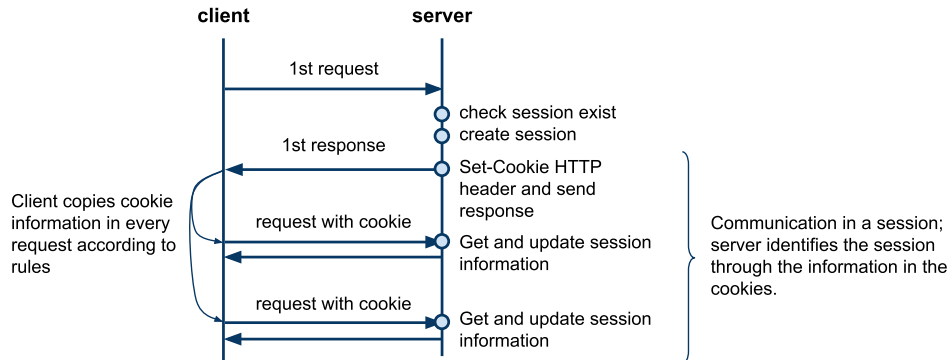 client
server
1st request
check session exist
create session
1st response
Set-Cookie HTTP
header and send
response
Client copies cookie
information in every
request according to
rules
request with cookie
Get and update session
information
Communication in a session;
server identifies the session
through the information in the
cookies.
request with cookie
Get and update session
information